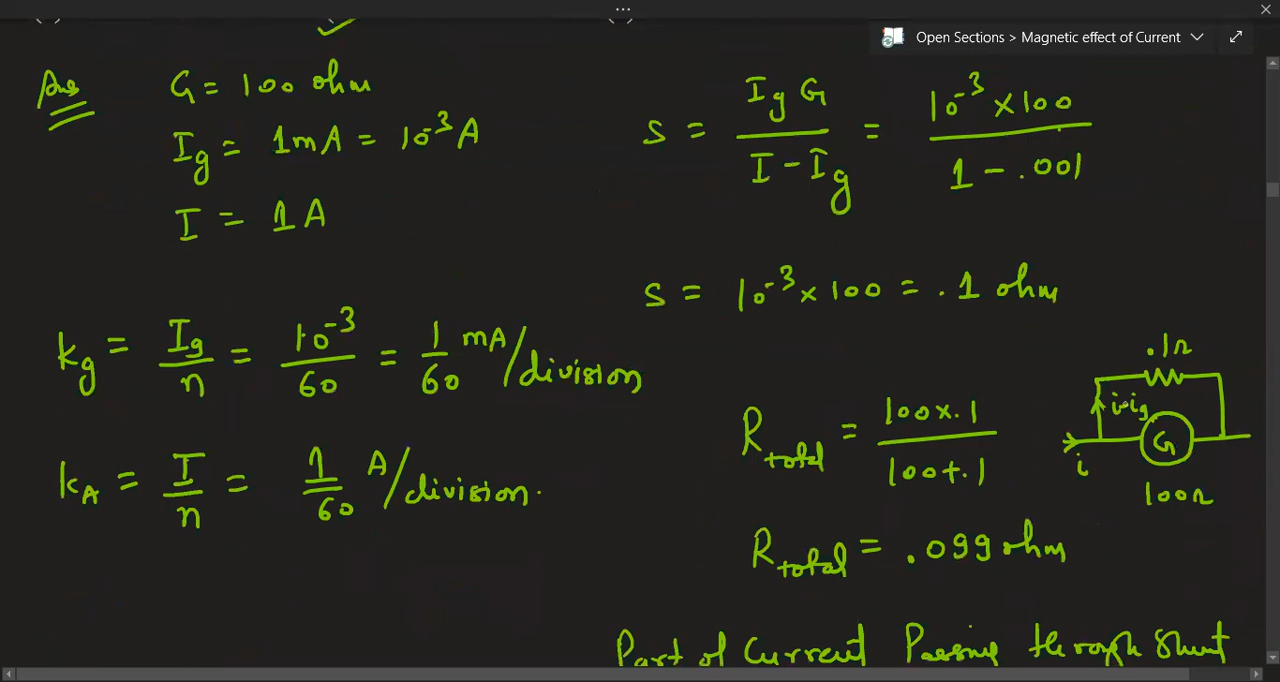 Open Sections > Magnetic effect of Current
Ans
G = 100 ohm
Ig = 1mA = 10⁻³ A
I = 1 A
kg = Ig/n = 10⁻³/60 = 1/60 mA/division
kA = I/n = 1/60 A/division.
S = Ig G / I - Ig = 10⁻³ × 100 / 1 - .001
S = 10⁻³ × 100 = .1 ohm
Rtotal = 100 × .1 / 100 + .1
.1Ω
i-ig
G
i
100Ω
Rtotal = .099 ohm
Part of Current Passing through Shunt